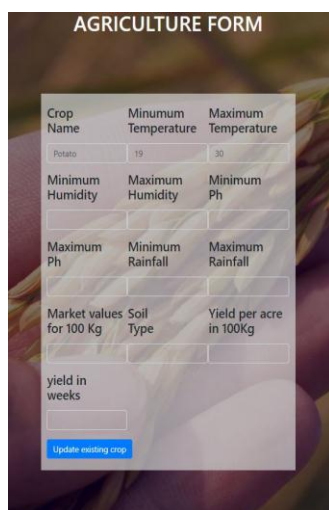 AGRICULTURE FORM
Crop Name
Minumum Temperature
Maximum Temperature
Potato
19
30
Minimum Humidity
Maximum Humidity
Minimum Ph
Maximum Ph
Minimum Rainfall
Maximum Rainfall
Market values for 100 Kg
Soil Type
Yield per acre in 100Kg
yield in weeks
Update existing crop